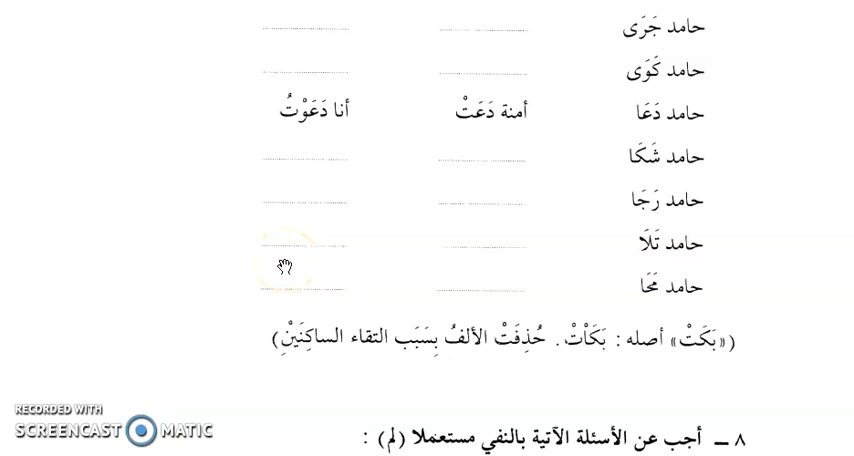 حامد جَرَى ............ ............
حامد كَوَى ............ ............
حامد دَعَا أمنة دَعَتْ أنا دَعَوْتُ
حامد شَكَا ............ ............
حامد رَجَا ............ ............
حامد تَلَا ............ ............
حامد مَحَا ............ ............
(«بَكَتْ» أصله : بَكَاْتْ . حُذِفَتْ الألفُ بِسَبَب التقاء الساكِنَيْنِ)
٨ ــ أجب عن الأسئلة الآتية بالنفي مستعملا (لم) :
RECORDED WITH
SCREENCAST MATIC